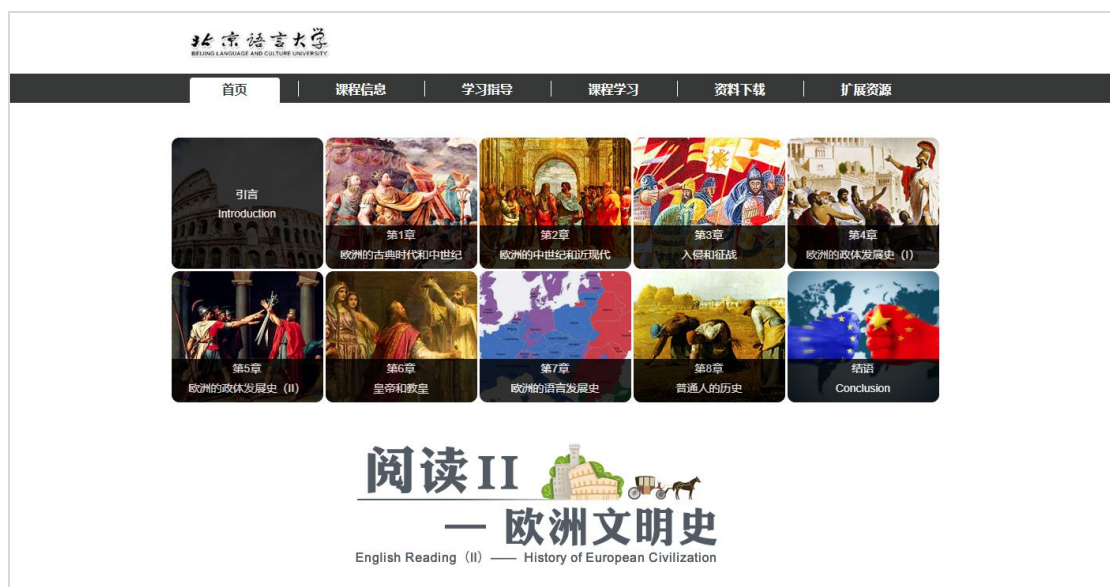 北京语言大学
BEIJING LANGUAGE AND CULTURE UNIVERSITY
首页 课程信息 学习指导 课程学习 资料下载 扩展资源
引言
Introduction
第1章
欧洲的古典时代和中世纪
第2章
欧洲的中世纪和近现代
第3章
入侵和征战
第4章
欧洲的政体发展史（I）
第5章
欧洲的政体发展史（II）
第6章
皇帝和教皇
第7章
欧洲的语言发展史
第8章
普通人的历史
结语
Conclusion
阅读II
— 欧洲文明史
English Reading（II）—— History of European Civilization